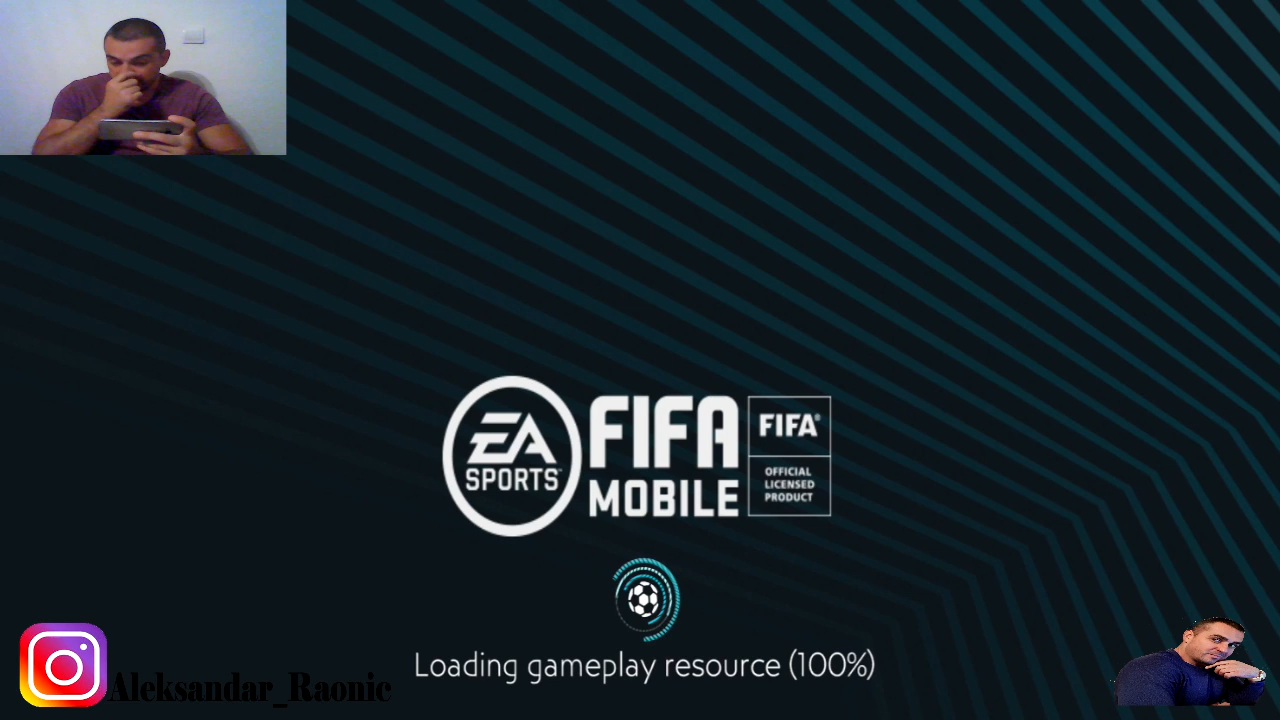 EA
SPORTS
FIFA
MOBILE
FIFA®
OFFICIAL
LICENSED
PRODUCT
Loading gameplay resource (100%)
Aleksandar_Raonic